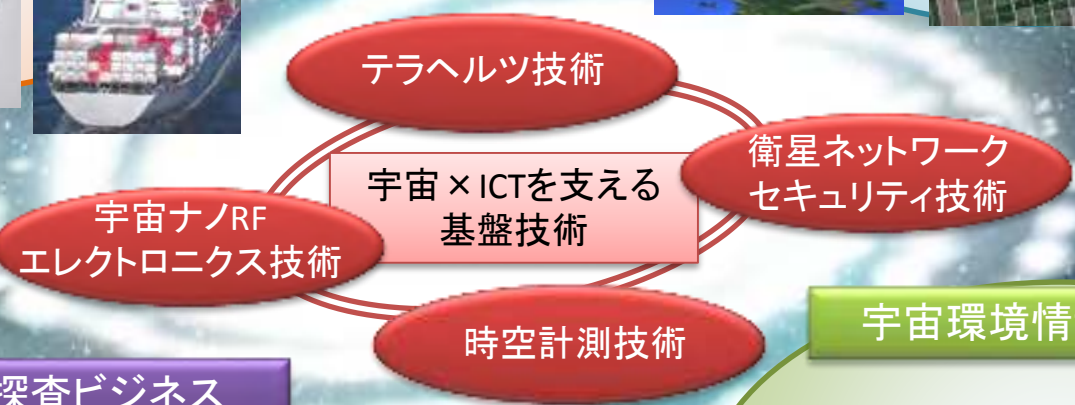 テラヘルツ技術
衛星ネットワーク
セキュリティ技術
宇宙×ICTを支える
基盤技術
宇宙ナノRF
エレクトロニクス技術
時空計測技術
宇宙環境情
探査ビジネス